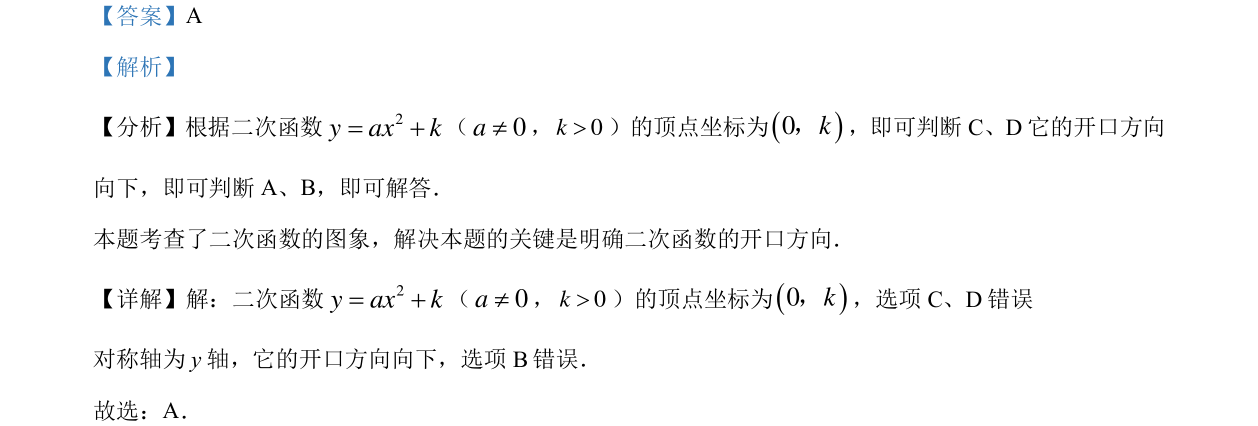 【答案】A
【解析】
【分析】根据二次函数 y = ax² + k（a ≠ 0，k > 0）的顶点坐标为(0，k)，即可判断 C、D 它的开口方向
向下，即可判断 A、B，即可解答．
本题考查了二次函数的图象，解决本题的关键是明确二次函数的开口方向．
【详解】解：二次函数 y = ax² + k（a ≠ 0，k > 0）的顶点坐标为(0，k)，选项 C、D 错误
对称轴为 y 轴，它的开口方向向下，选项 B 错误．
故选：A．